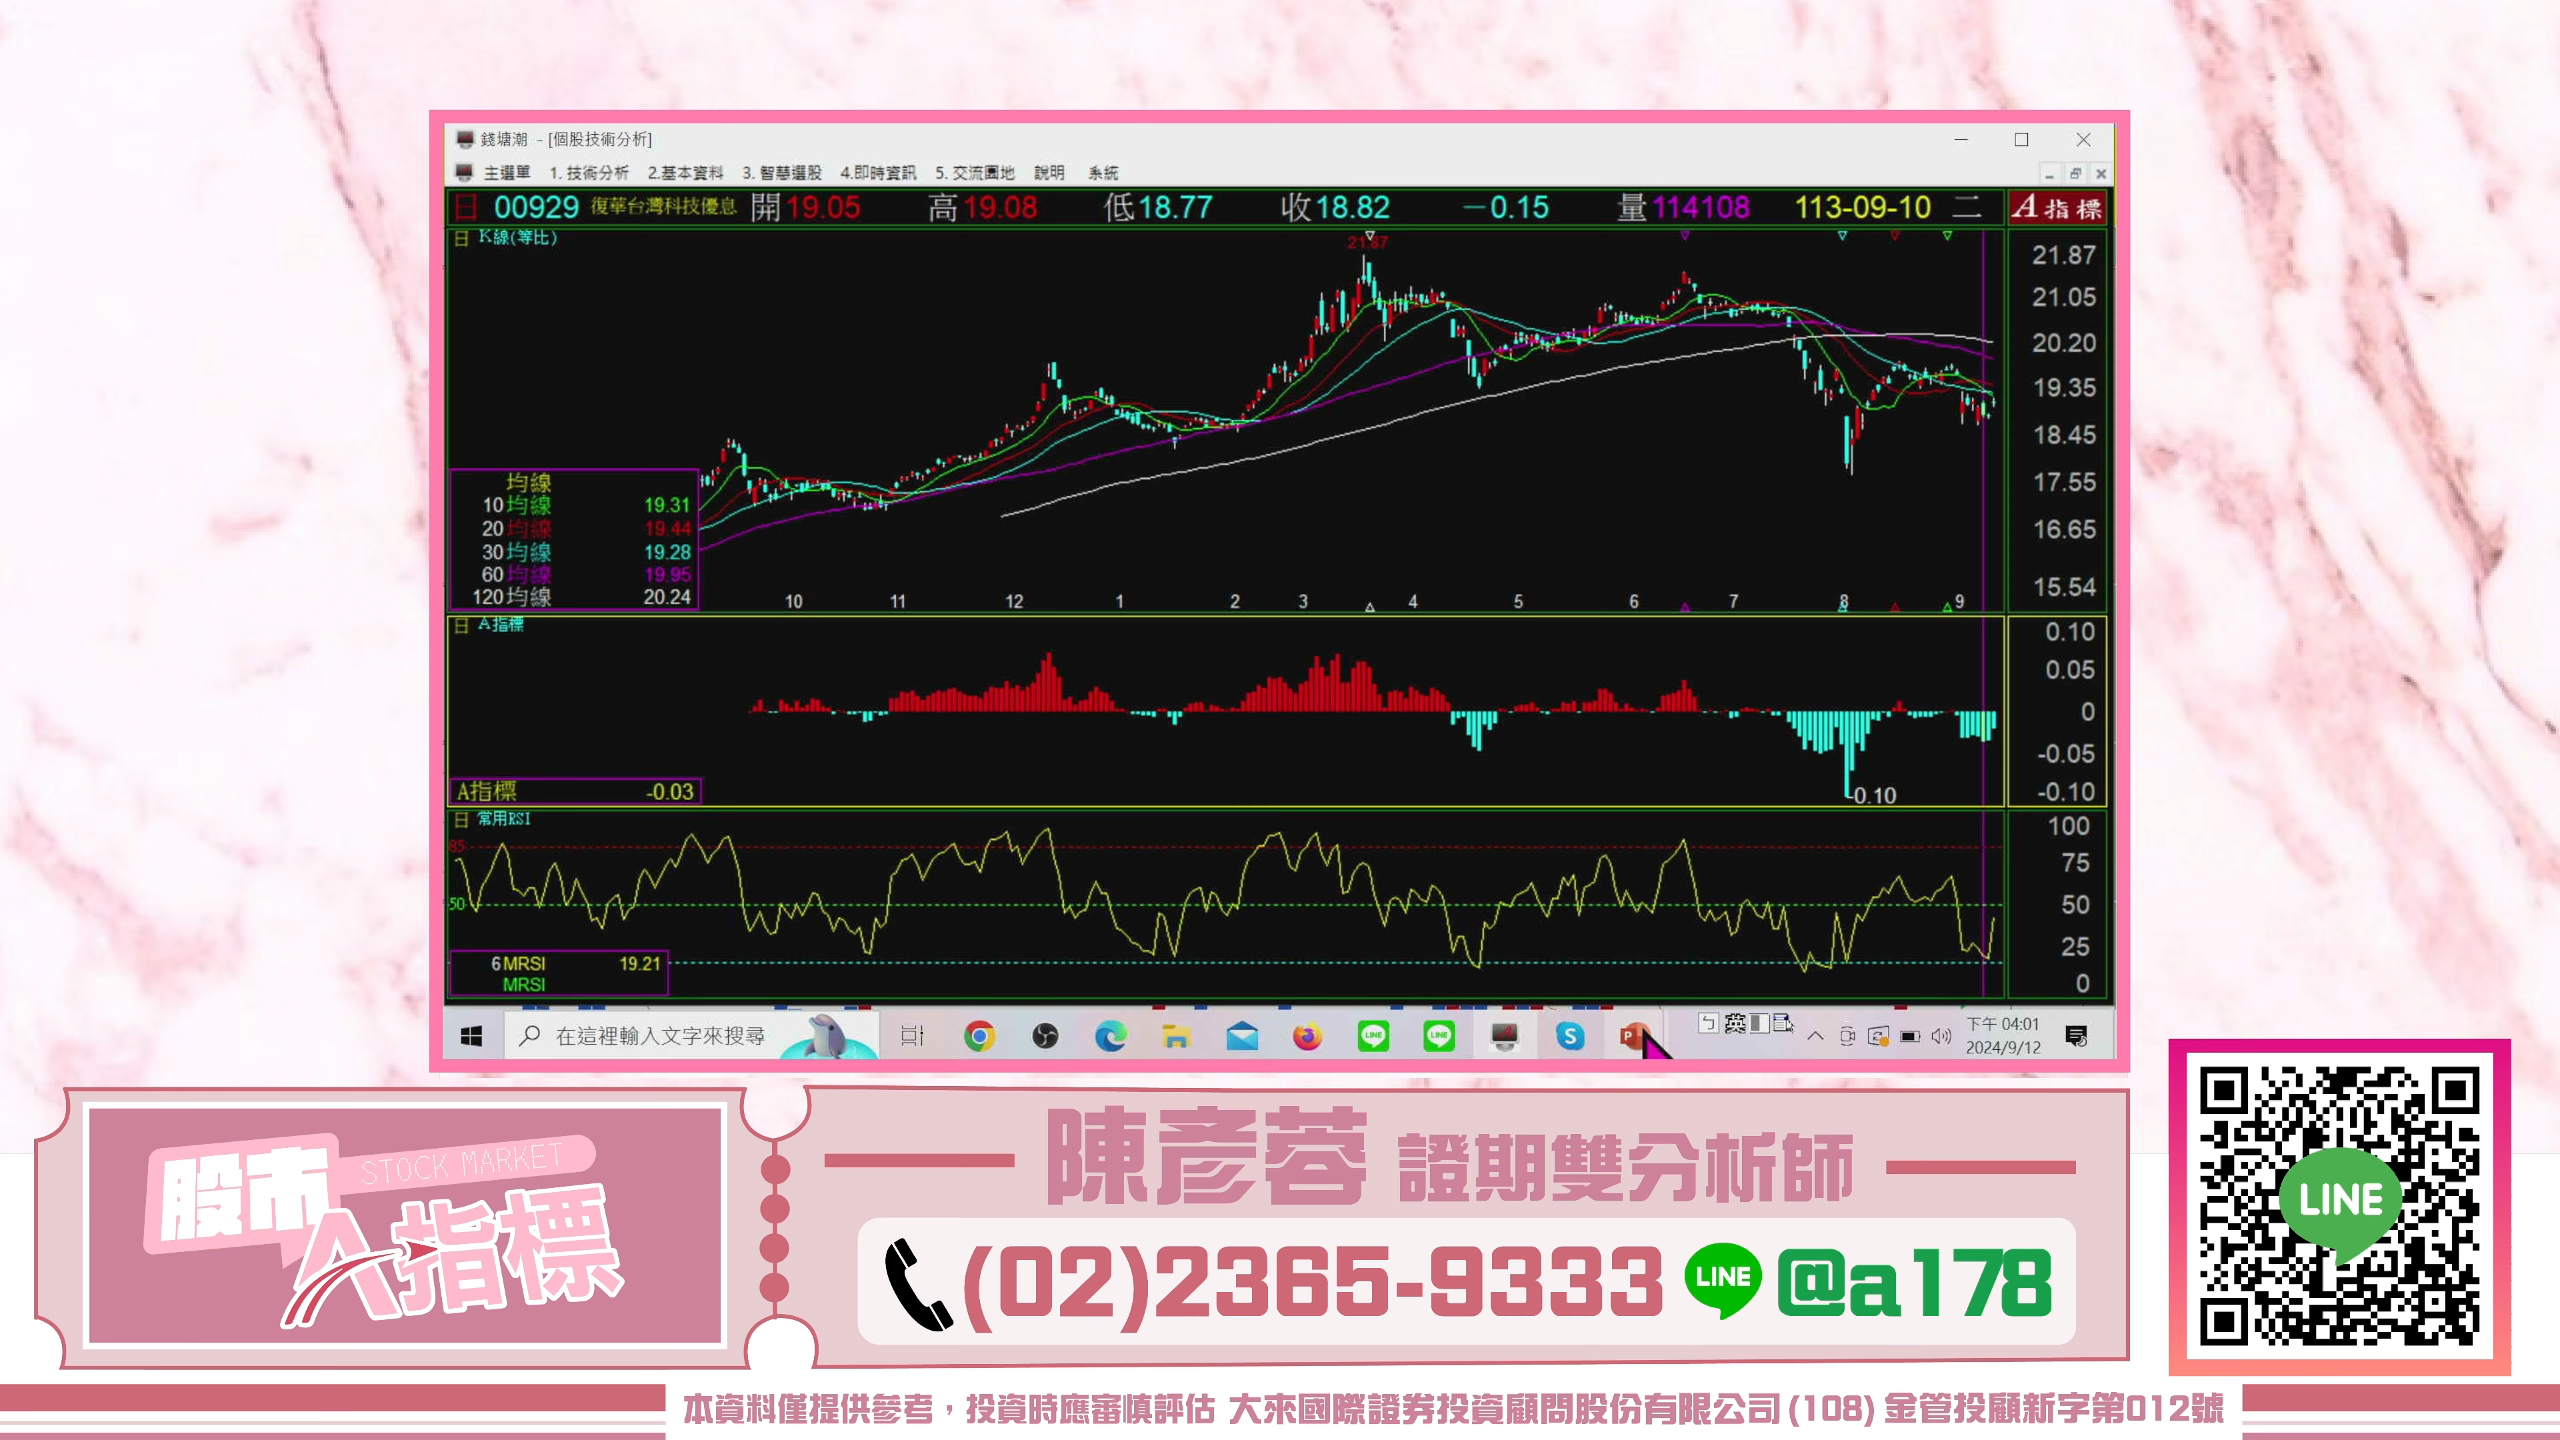 錢塘潮 - [個股技術分析]
主選單 1. 技術分析 2.基本資料 3. 智慧選股 4.即時資訊 5. 交流園地 說明 系統
日 00929 復華台灣科技優息 開19.05 高19.08 低18.77 收18.82 －0.15 量114108 113-09-10 二 A指標
日 K線(等比)
21.87
21.87
21.05
20.20
19.35
18.45
17.55
16.65
15.54
均線
10均線 19.31
20均線 19.44
30均線 19.28
60均線 19.95
120均線 20.24
10 11 12 1 2 3 4 5 6 7 8 9
日 A指標
0.10
0.05
0
-0.05
-0.10
-0.10
A指標 -0.03
日 常用RSI
85
50
100
75
50
25
0
6MRSI 19.21
MRSI
在這裡輸入文字來搜尋
英
下午 04:01
2024/9/12
股市 STOCK MARKET
A指標
陳彥蓉 證期雙分析師
(02)2365-9333 LINE @a178
LINE
本資料僅提供參考，投資時應審慎評估 大來國際證券投資顧問股份有限公司 (108) 金管投顧新字第012號